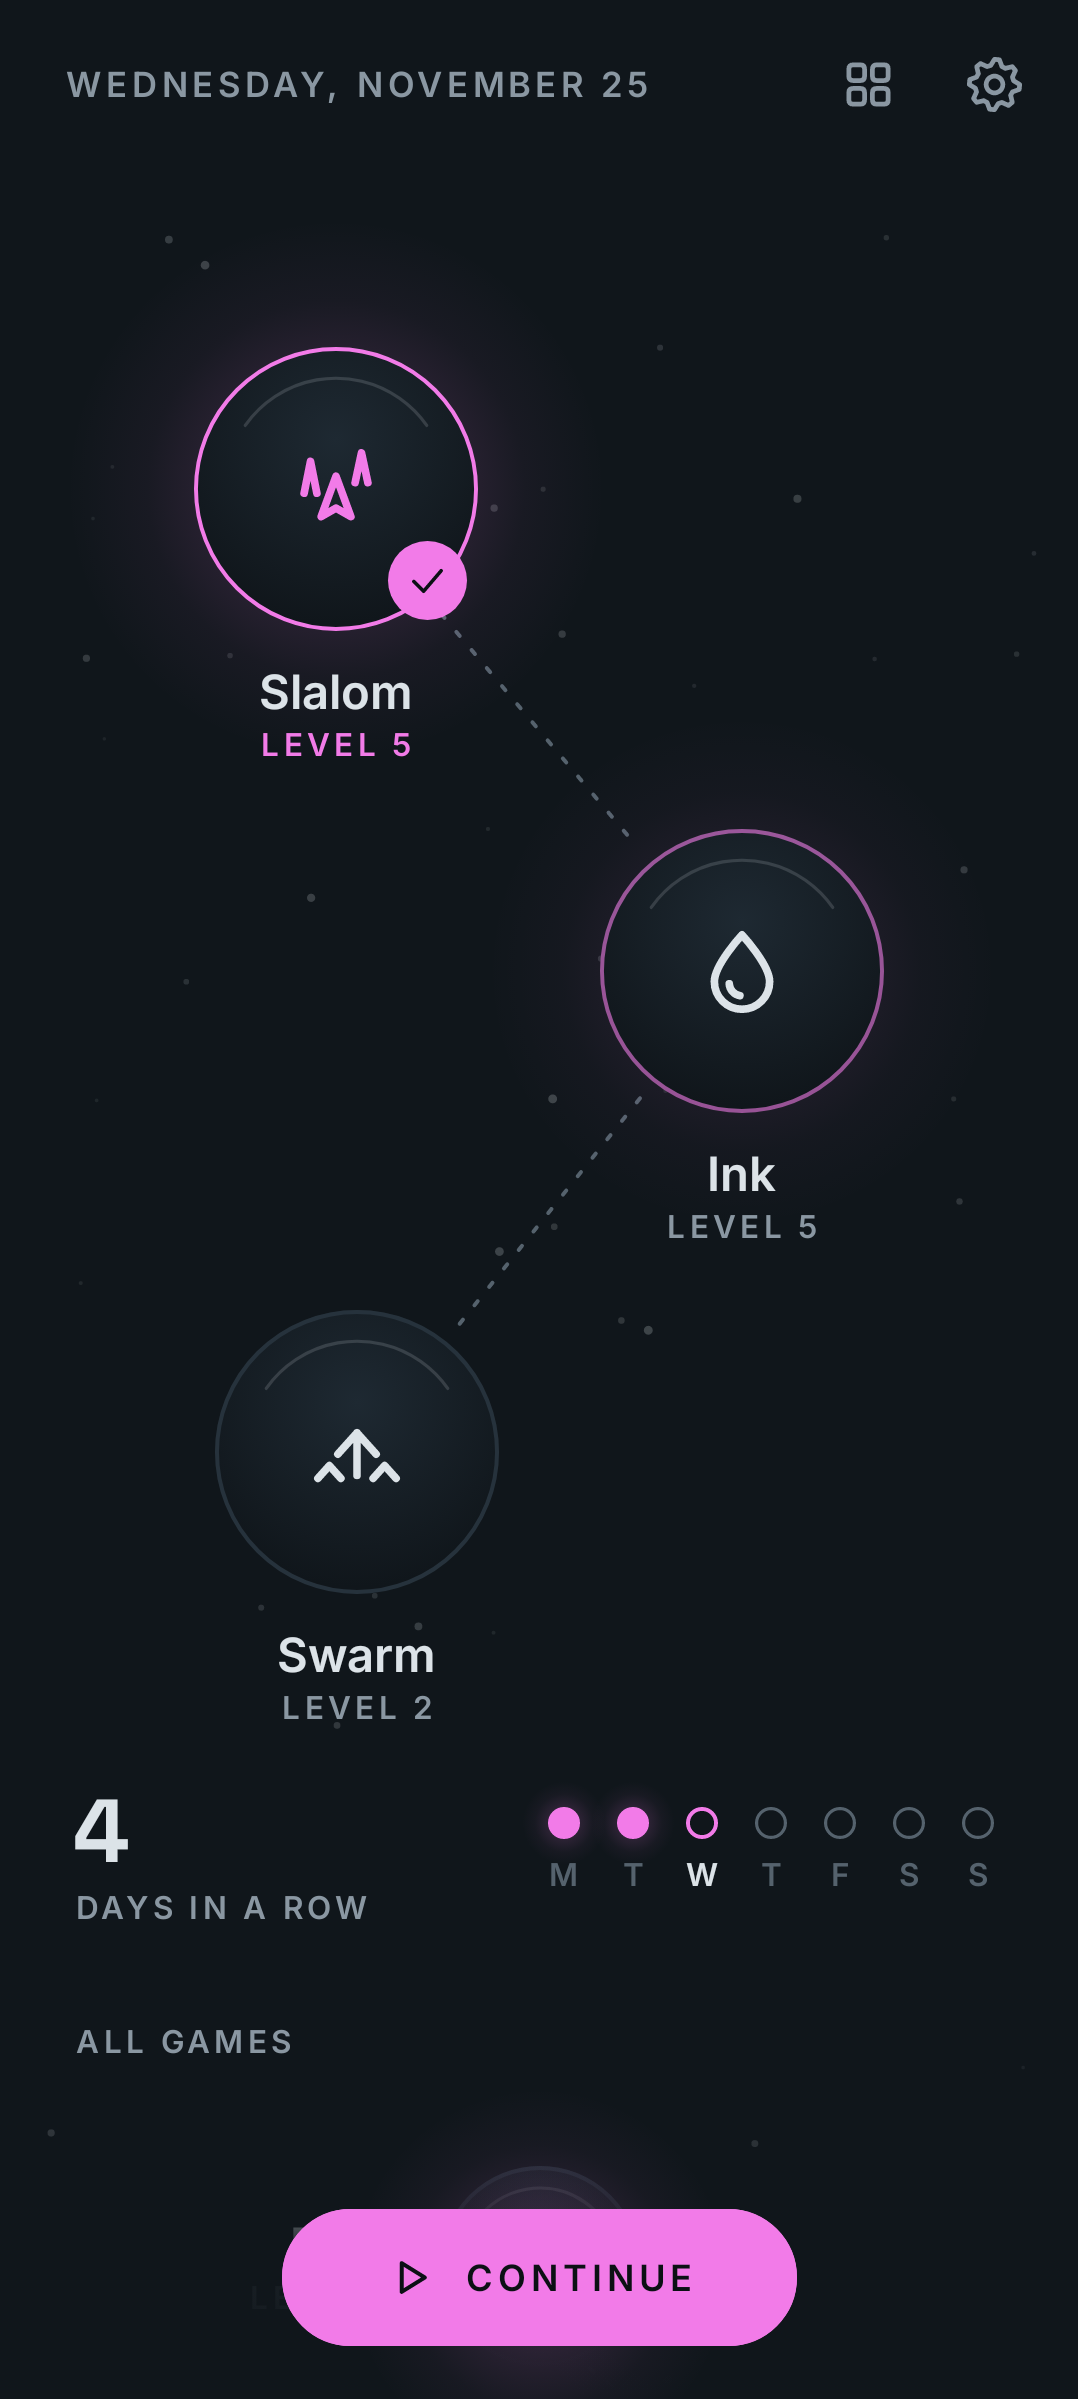 WEDNESDAY, NOVEMBER 25
Slalom
LEVEL 5
Ink
LEVEL 5
Swarm
LEVEL 2
4
DAYS IN A ROW
M T W T F S S
ALL GAMES
CONTINUE